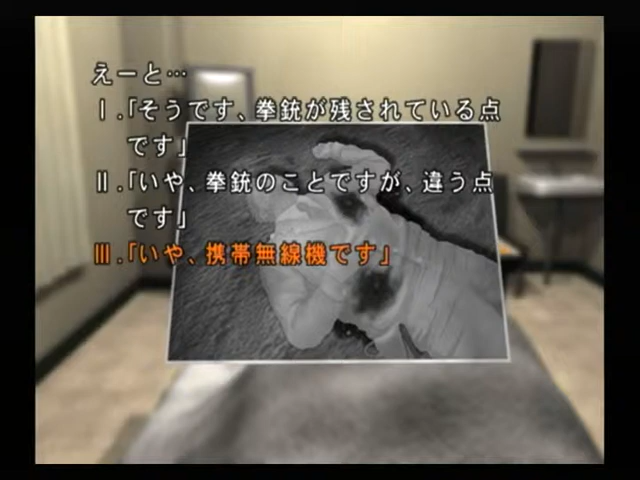 えーと…
Ⅰ.「そうです、拳銃が残されている点
です」
Ⅱ.「いや、拳銃のことですが、違う点
です」
Ⅲ.「いや、携帯無線機です」